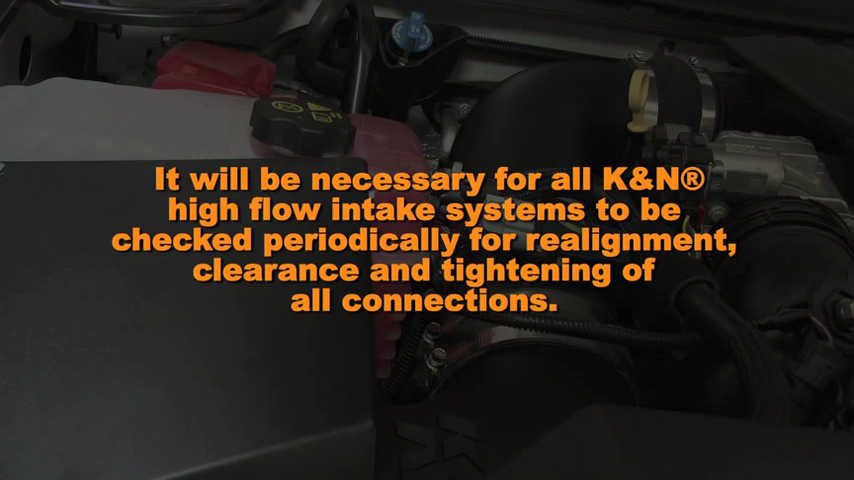 It will be necessary for all K&N®
high flow intake systems to be
checked periodically for realignment,
clearance and tightening of
all connections.